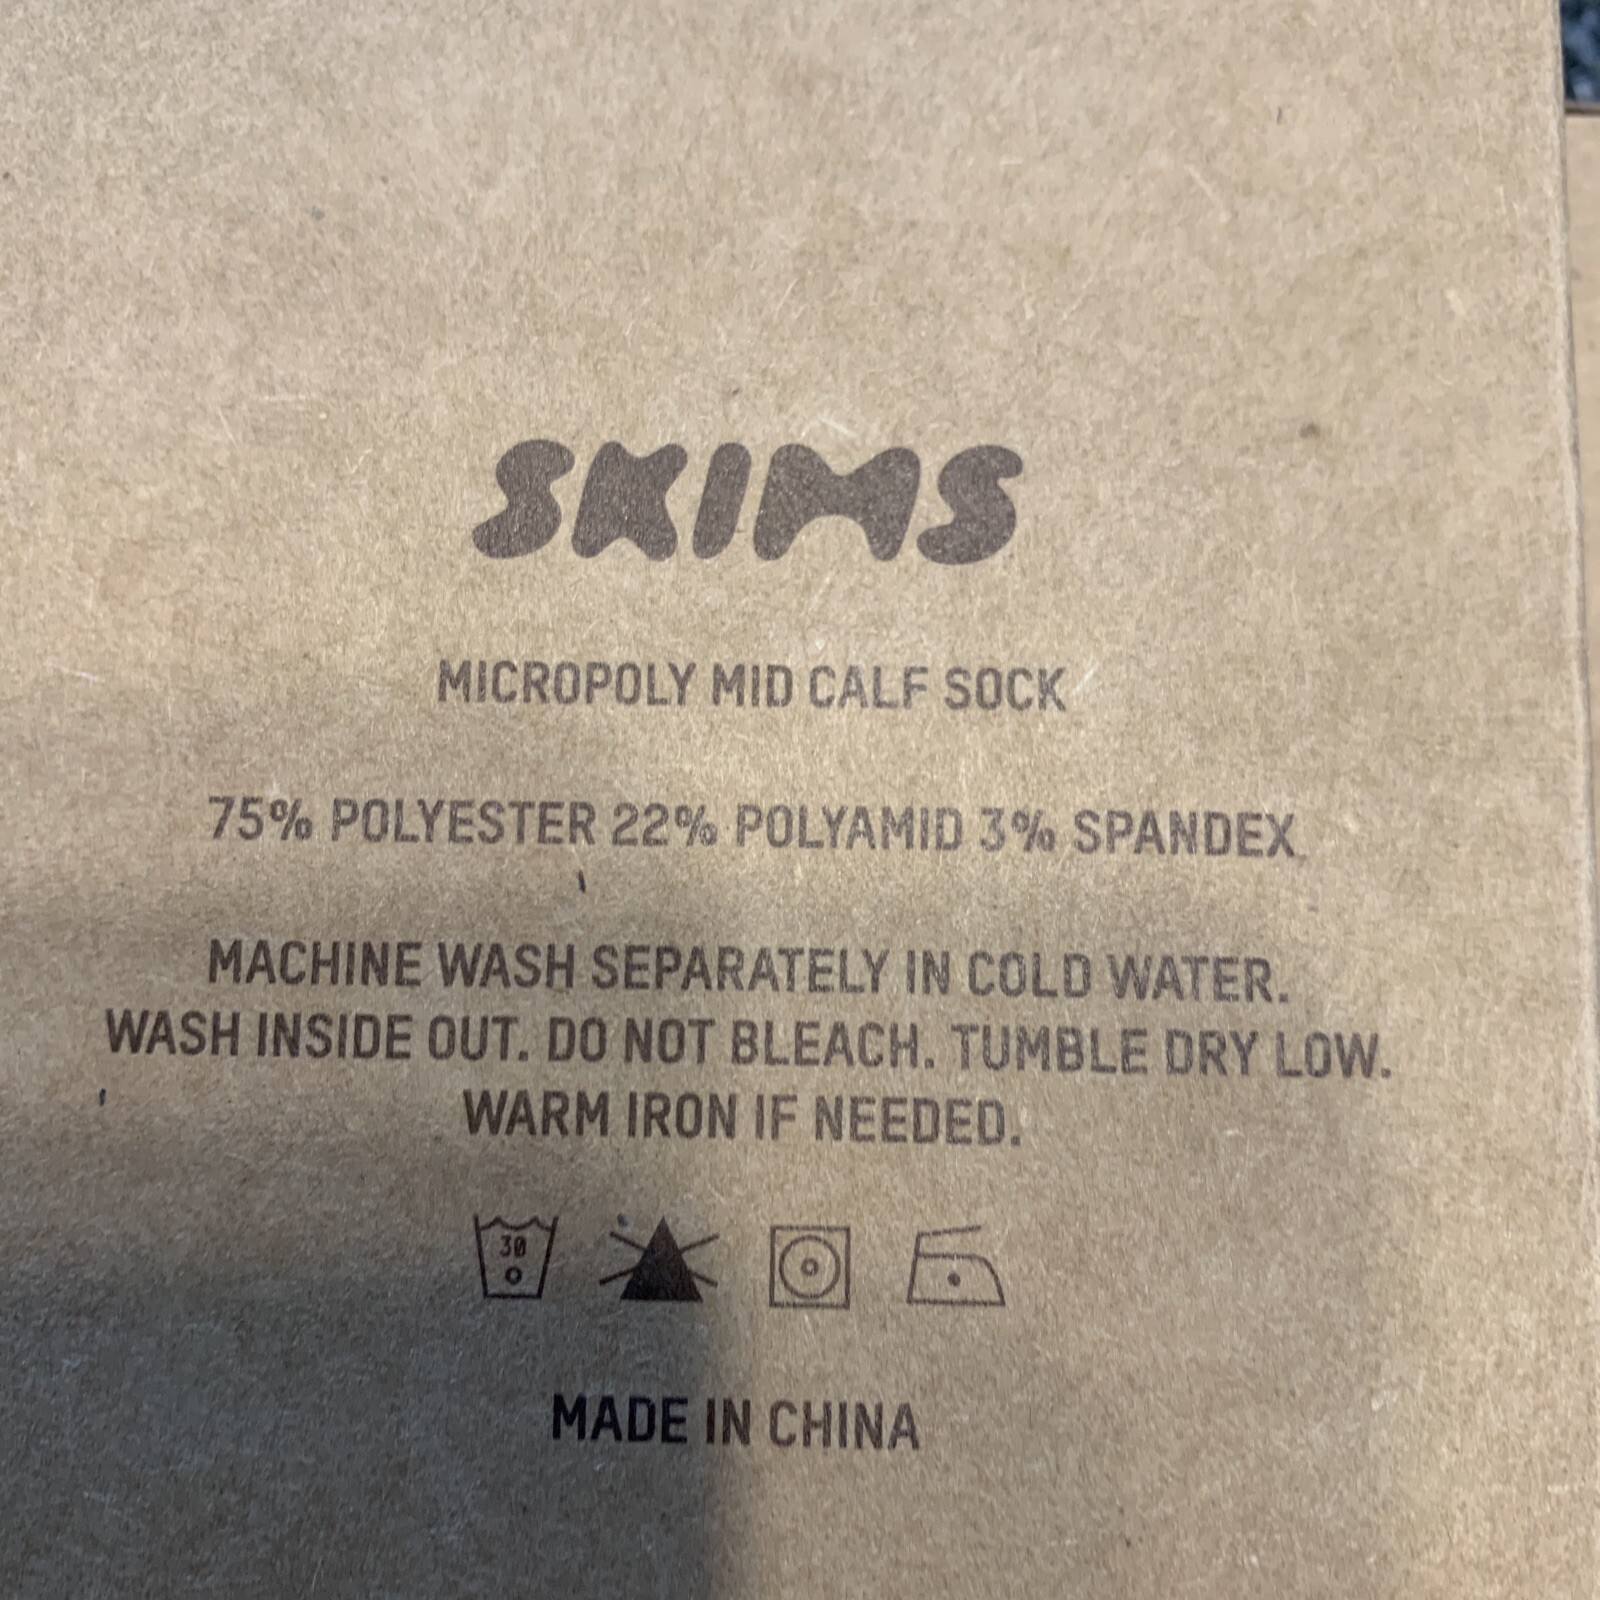 SKIMS
MICROPOLY MID CALF SOCK
75% POLYESTER 22% POLYAMID 3% SPANDEX
MACHINE WASH SEPARATELY IN COLD WATER.
WASH INSIDE OUT. DO NOT BLEACH. TUMBLE DRY LOW.
WARM IRON IF NEEDED.
30
MADE IN CHINA